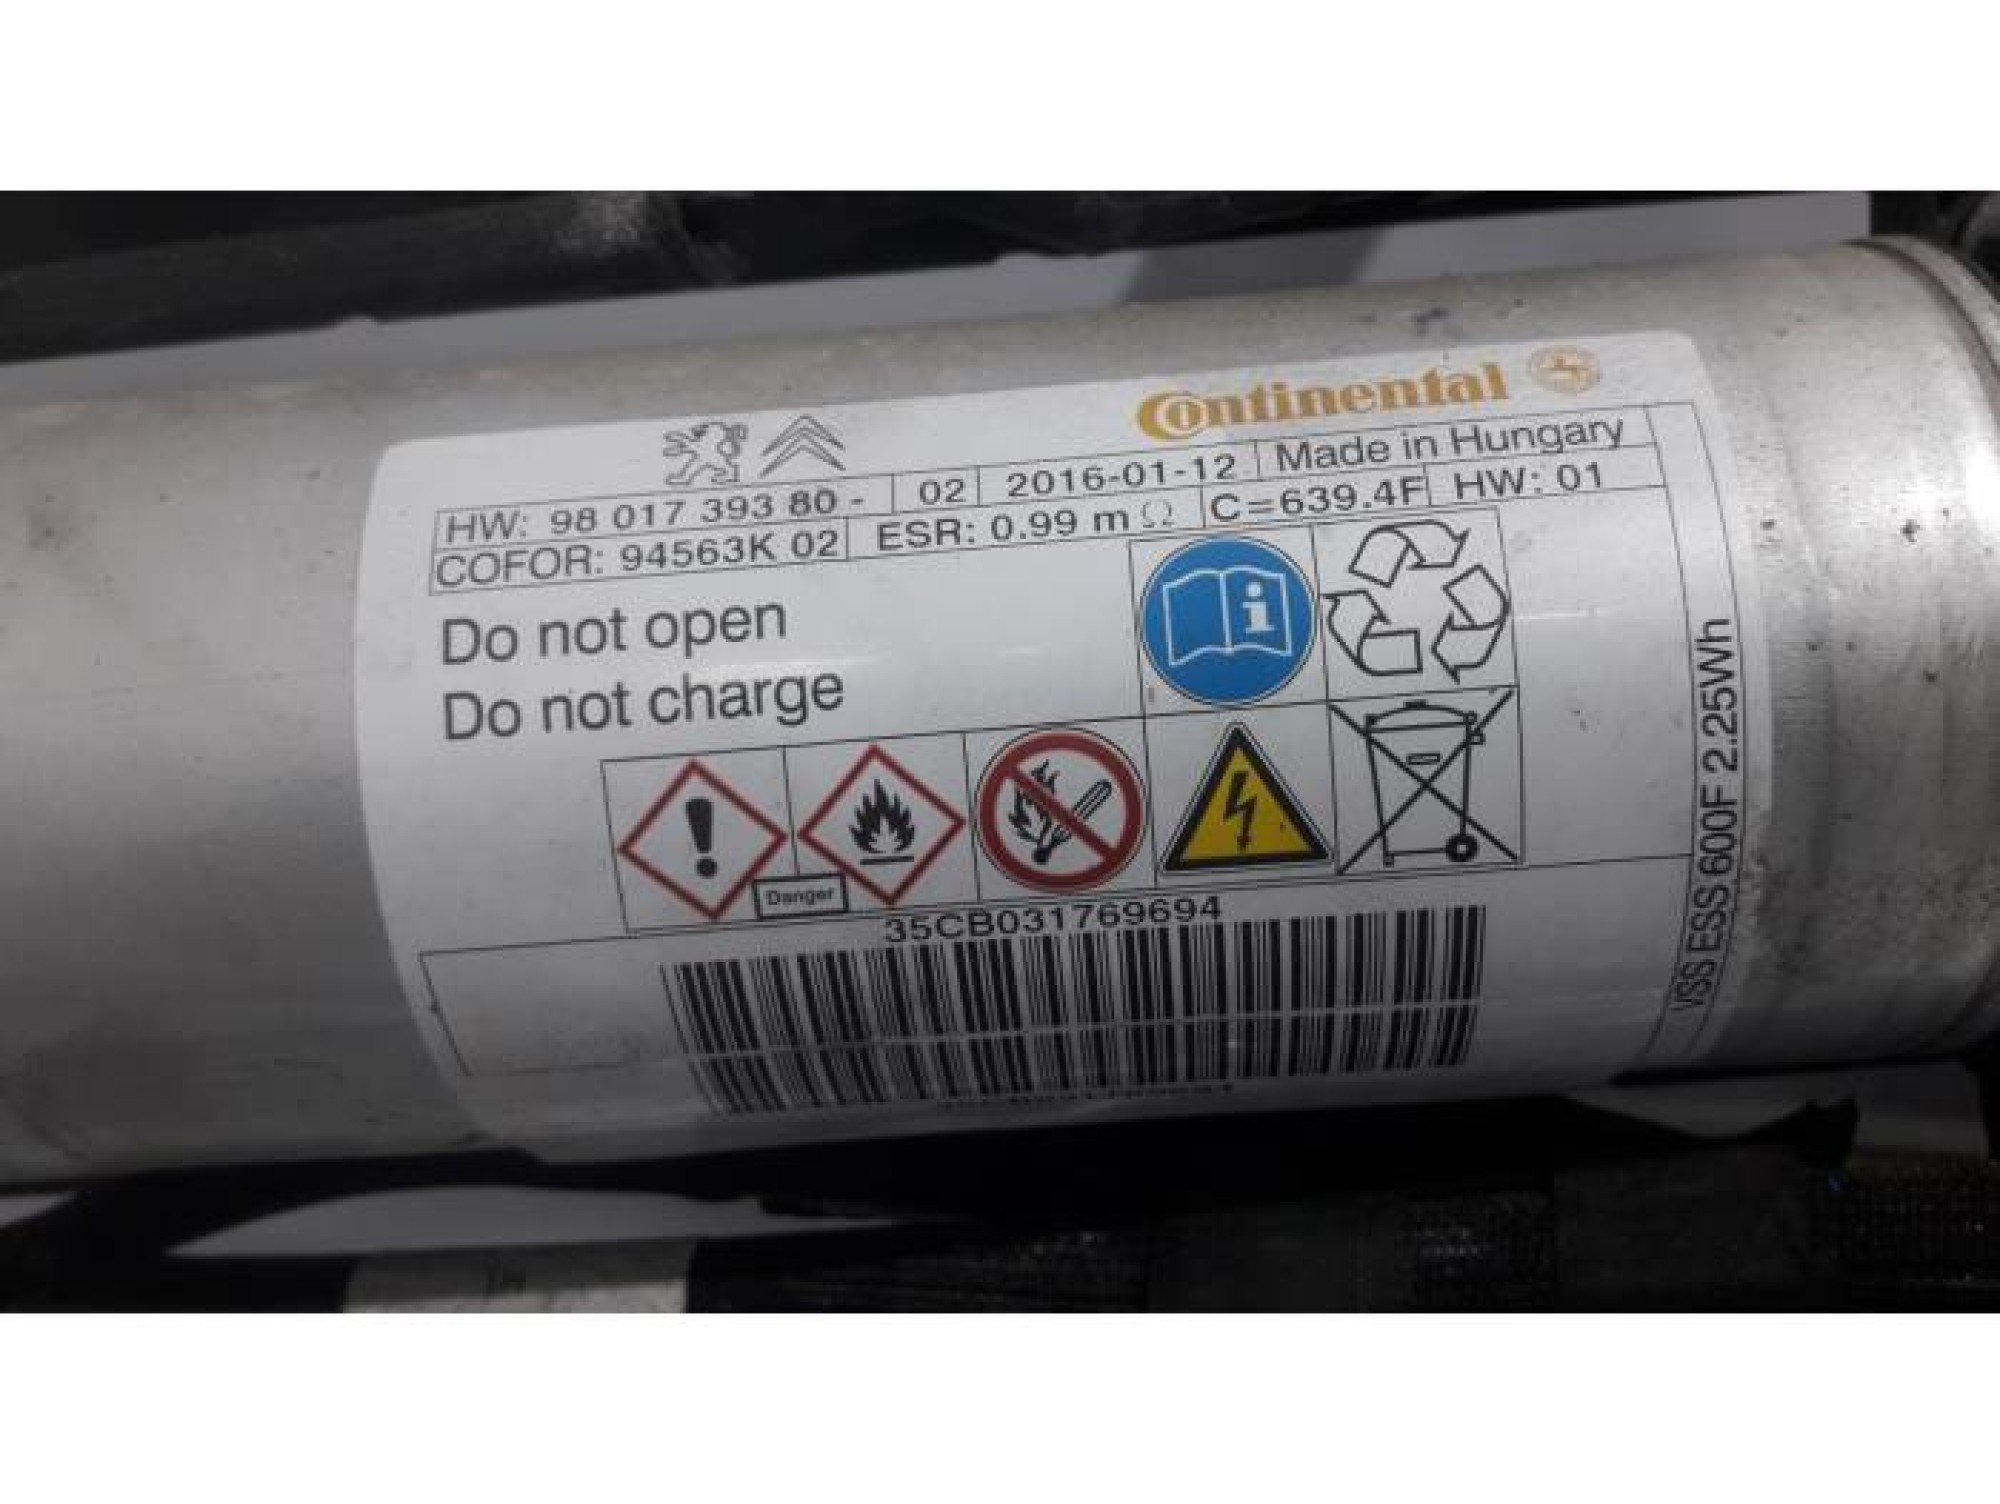 Continental
HW: 98 017 393 80 - 02 2016-01-12 Made in Hungary
COFOR: 94563K 02 ESR: 0.99 m Ω C=639.4F HW: 01
Do not open
Do not charge
Danger
35CB031769694
VSS ESS 600F 2.25Wh